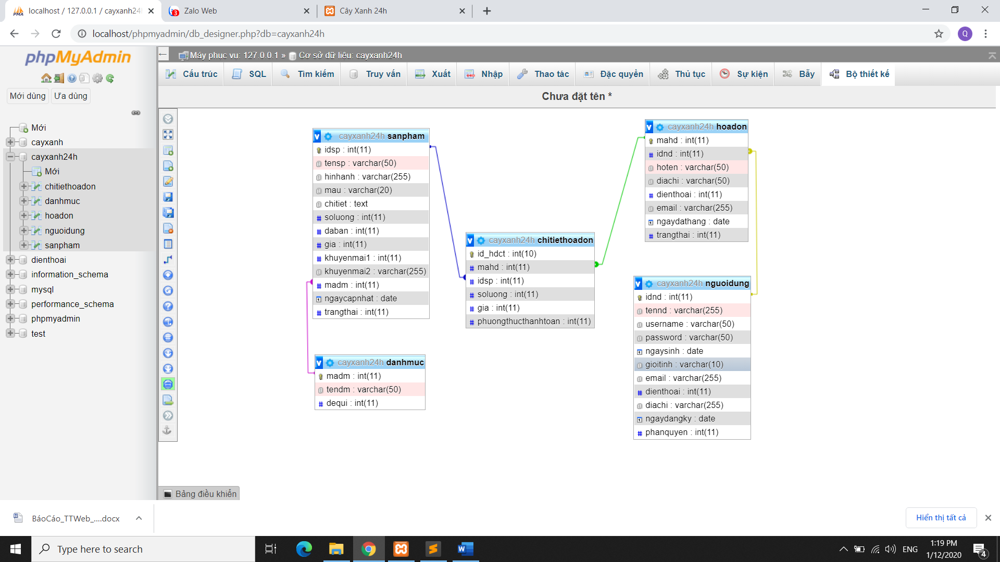 localhost / 127.0.0.1 / cayxanh24
Zalo Web
Cây Xanh 24h
localhost/phpmyadmin/db_designer.php?db=cayxanh24h
Q
phpMyAdmin
Máy phục vụ: 127.0.0.1 » Cơ sở dữ liệu: cayxanh24h
Cấu trúc
SQL
Tìm kiếm
Truy vấn
Xuất
Nhập
Thao tác
Đặc quyền
Thủ tục
Sự kiện
Bẫy
Bộ thiết kế
Mới dùng
Ưa dùng
Chưa đặt tên *
Mới
cayxanh
cayxanh24h
Mới
chitiethoadon
danhmuc
hoadon
nguoidung
sanpham
dienthoai
information_schema
mysql
performance_schema
phpmyadmin
test
v cayxanh24h sanpham
idsp : int(11)
tensp : varchar(50)
hinhanh : varchar(255)
mau : varchar(20)
chitiet : text
soluong : int(11)
daban : int(11)
gia : int(11)
khuyenmai1 : int(11)
khuyenmai2 : varchar(255)
madm : int(11)
ngaycapnhat : date
trangthai : int(11)
v cayxanh24h danhmuc
madm : int(11)
tendm : varchar(50)
dequi : int(11)
v cayxanh24h chitiethoadon
id_hdct : int(10)
mahd : int(11)
idsp : int(11)
soluong : int(11)
gia : int(11)
phuongthucthanhtoan : int(11)
v cayxanh24h hoadon
mahd : int(11)
idnd : int(11)
hoten : varchar(50)
diachi : varchar(50)
dienthoai : int(11)
email : varchar(255)
ngaydathang : date
trangthai : int(11)
v cayxanh24h nguoidung
idnd : int(11)
tennd : varchar(255)
username : varchar(50)
password : varchar(50)
ngaysinh : date
gioitinh : varchar(10)
email : varchar(255)
dienthoai : int(11)
diachi : varchar(255)
ngaydangky : date
phanquyen : int(11)
Bảng điều khiển
BáoCáo_TTWeb_....docx
Hiển thị tất cả
Type here to search
ENG
1:19 PM
1/12/2020
4